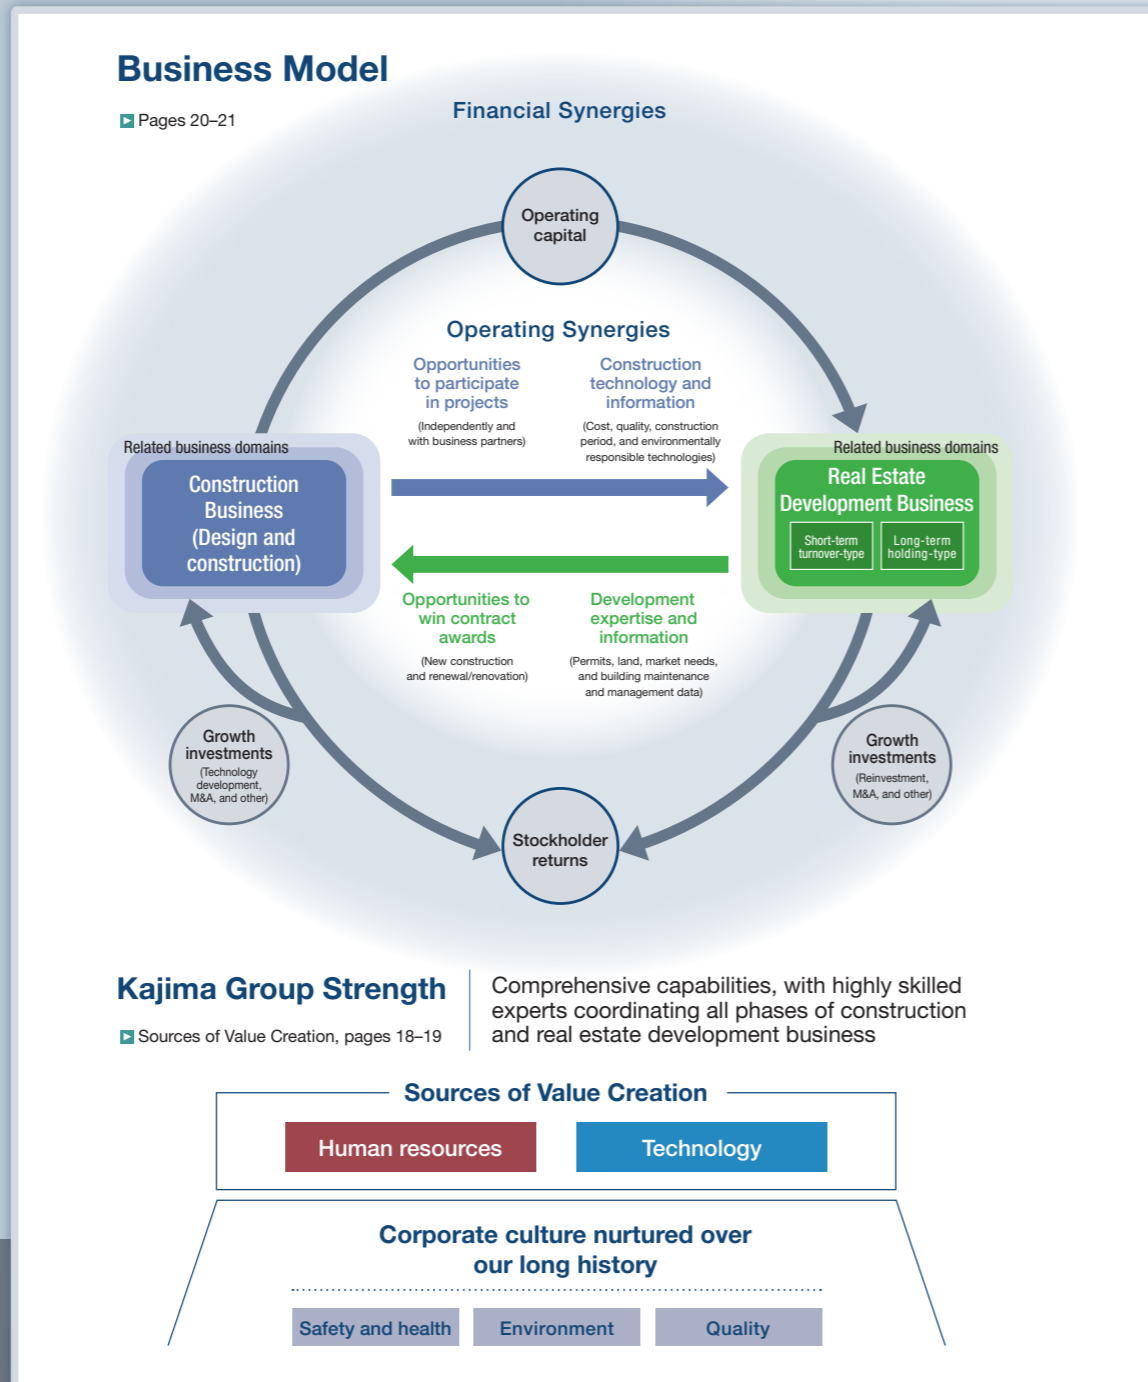 Business Model
Pages 20–21
Financial Synergies
Operating
capital
Operating Synergies
Opportunities
to participate
in projects
(Independently and
with business partners)
Construction
technology and
information
(Cost, quality, construction
period, and environmentally
responsible technologies)
Related business domains
Construction
Business
(Design and
construction)
Related business domains
Real Estate
Development Business
Short-term
turnover-type
Long-term
holding-type
Opportunities to
win contract
awards
(New construction
and renewal/renovation)
Development
expertise and
information
(Permits, land, market needs,
and building maintenance
and management data)
Growth
investments
(Technology
development,
M&A, and other)
Growth
investments
(Reinvestment,
M&A, and other)
Stockholder
returns
Kajima Group Strength
Sources of Value Creation, pages 18–19
Comprehensive capabilities, with highly skilled
experts coordinating all phases of construction
and real estate development business
Sources of Value Creation
Human resources
Technology
Corporate culture nurtured over
our long history
Safety and health
Environment
Quality